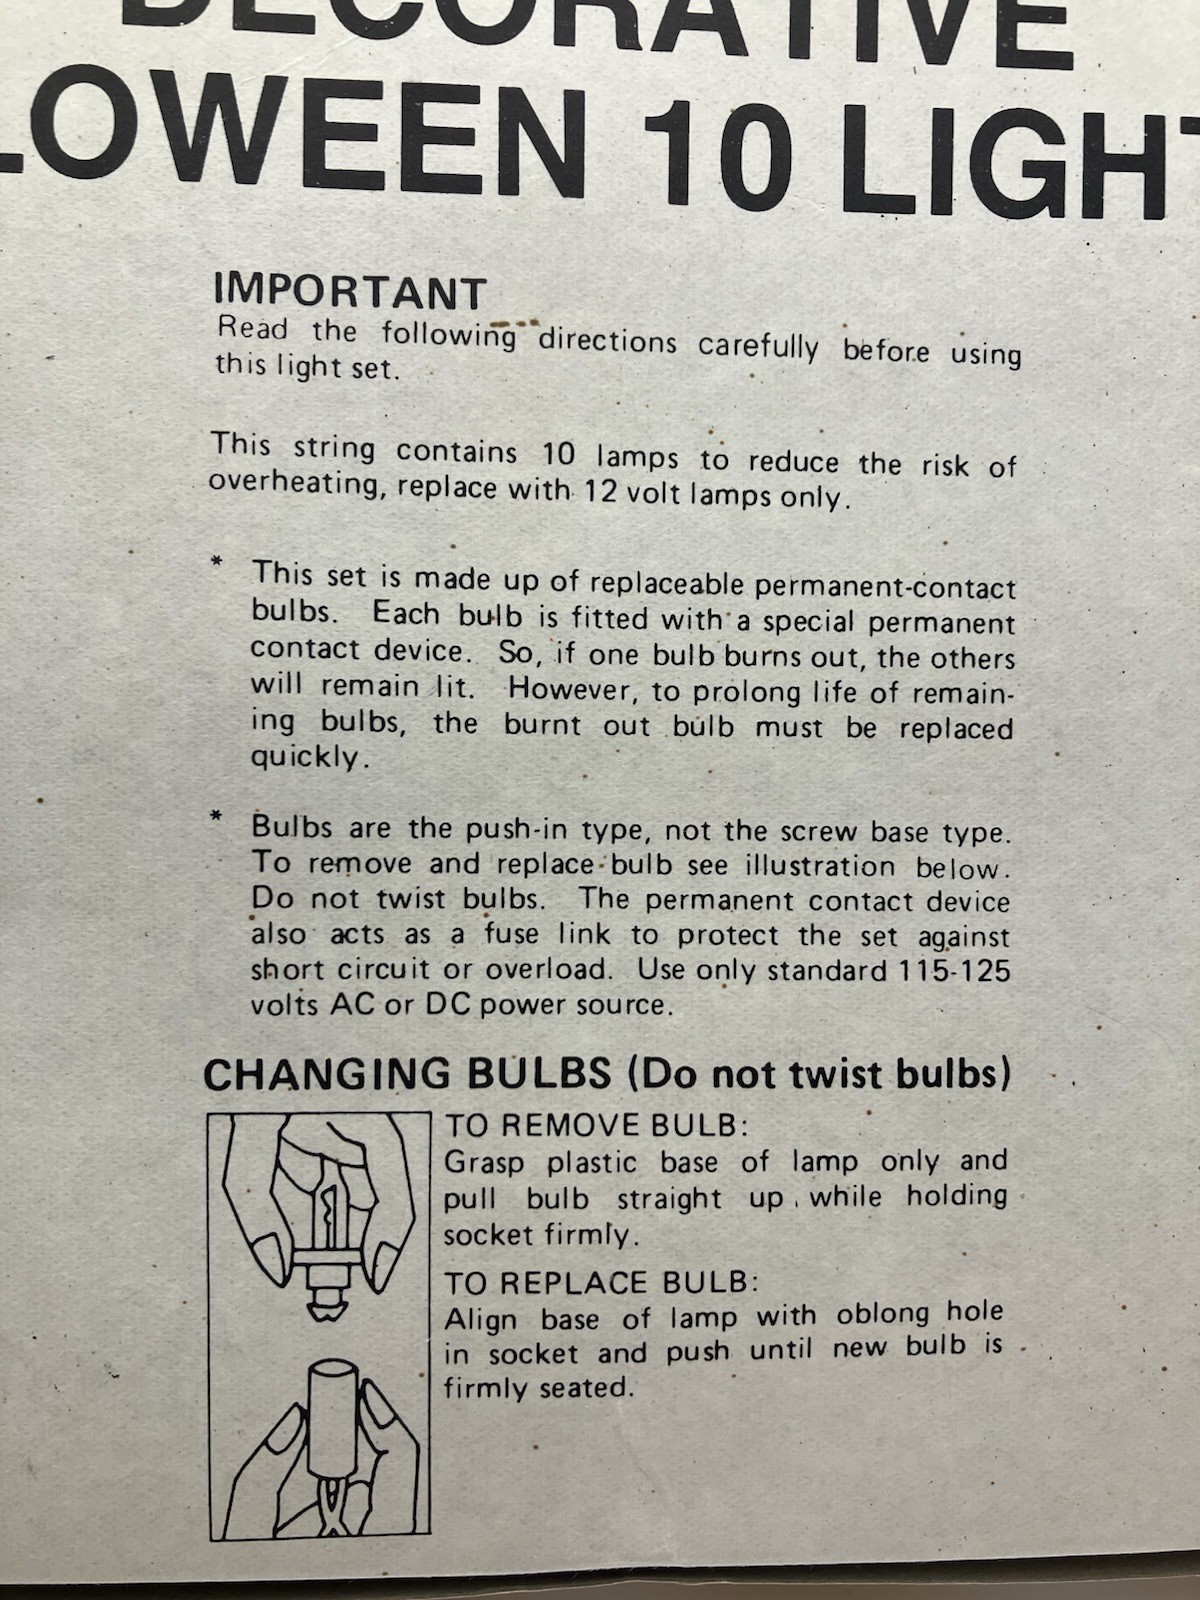 DECORATIVE
LOWEEN 10 LIGHT
IMPORTANT
Read the following directions carefully before using
this light set.
This string contains 10 lamps to reduce the risk of
overheating, replace with 12 volt lamps only.
* This set is made up of replaceable permanent-contact
bulbs. Each bulb is fitted with a special permanent
contact device. So, if one bulb burns out, the others
will remain lit. However, to prolong life of remain-
ing bulbs, the burnt out bulb must be replaced
quickly.
* Bulbs are the push-in type, not the screw base type.
To remove and replace bulb see illustration below.
Do not twist bulbs. The permanent contact device
also acts as a fuse link to protect the set against
short circuit or overload. Use only standard 115-125
volts AC or DC power source.
CHANGING BULBS (Do not twist bulbs)
TO REMOVE BULB:
Grasp plastic base of lamp only and
pull bulb straight up, while holding
socket firmly.
TO REPLACE BULB:
Align base of lamp with oblong hole
in socket and push until new bulb is
firmly seated.